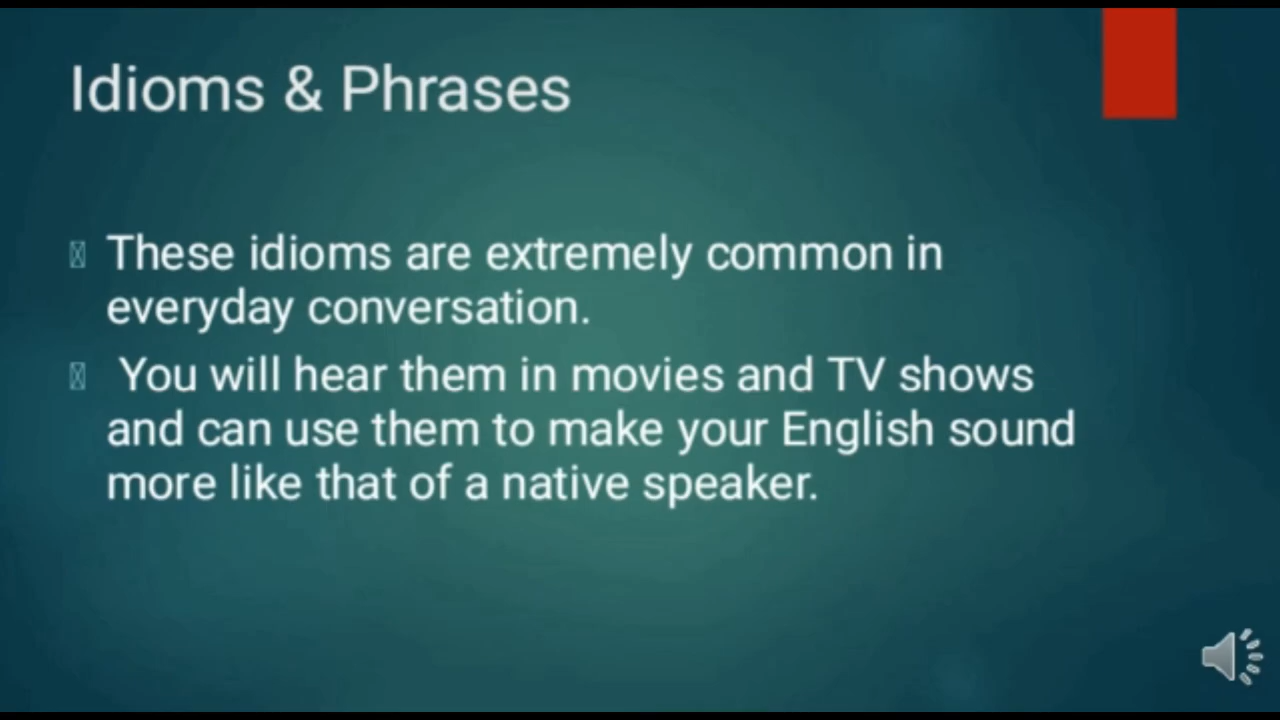 Idioms & Phrases
These idioms are extremely common in
everyday conversation.
You will hear them in movies and TV shows
and can use them to make your English sound
more like that of a native speaker.